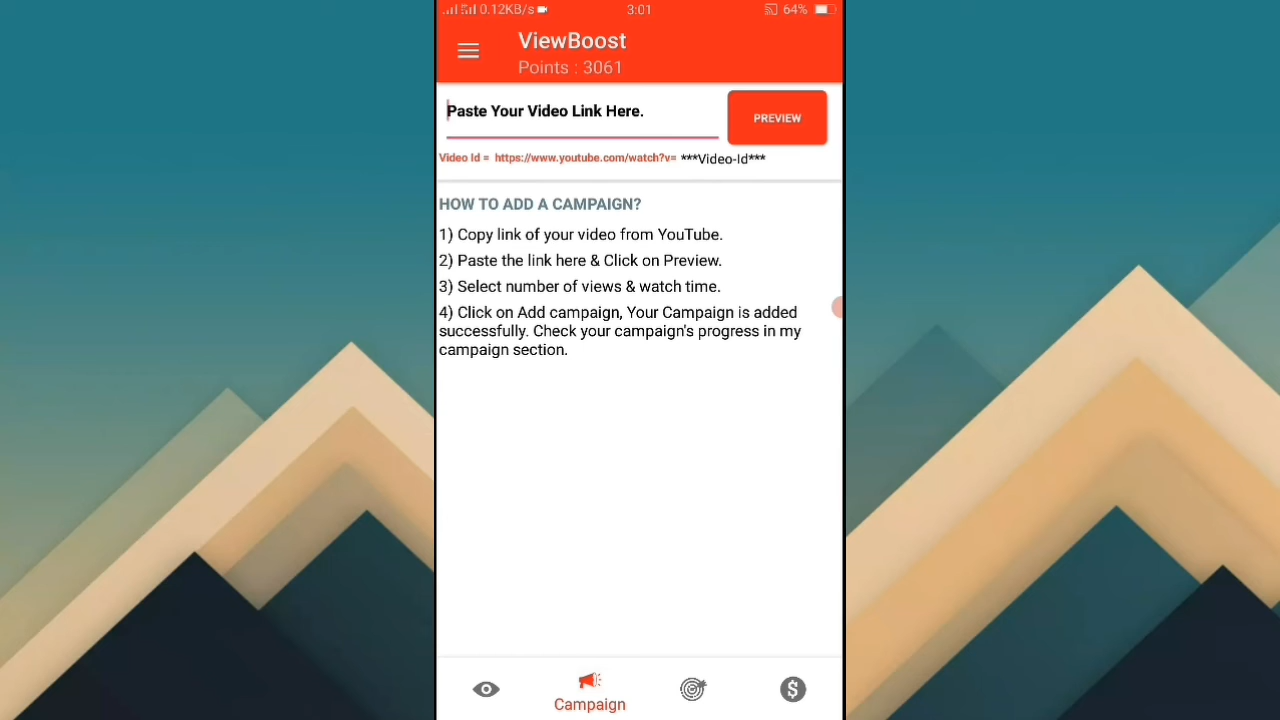 0.12KB/s 3:01 64%
ViewBoost
Points : 3061
Paste Your Video Link Here.
PREVIEW
Video Id = https://www.youtube.com/watch?v= ***Video-Id***
HOW TO ADD A CAMPAIGN?
1) Copy link of your video from YouTube.
2) Paste the link here & Click on Preview.
3) Select number of views & watch time.
4) Click on Add campaign, Your Campaign is added
successfully. Check your campaign's progress in my
campaign section.
Campaign